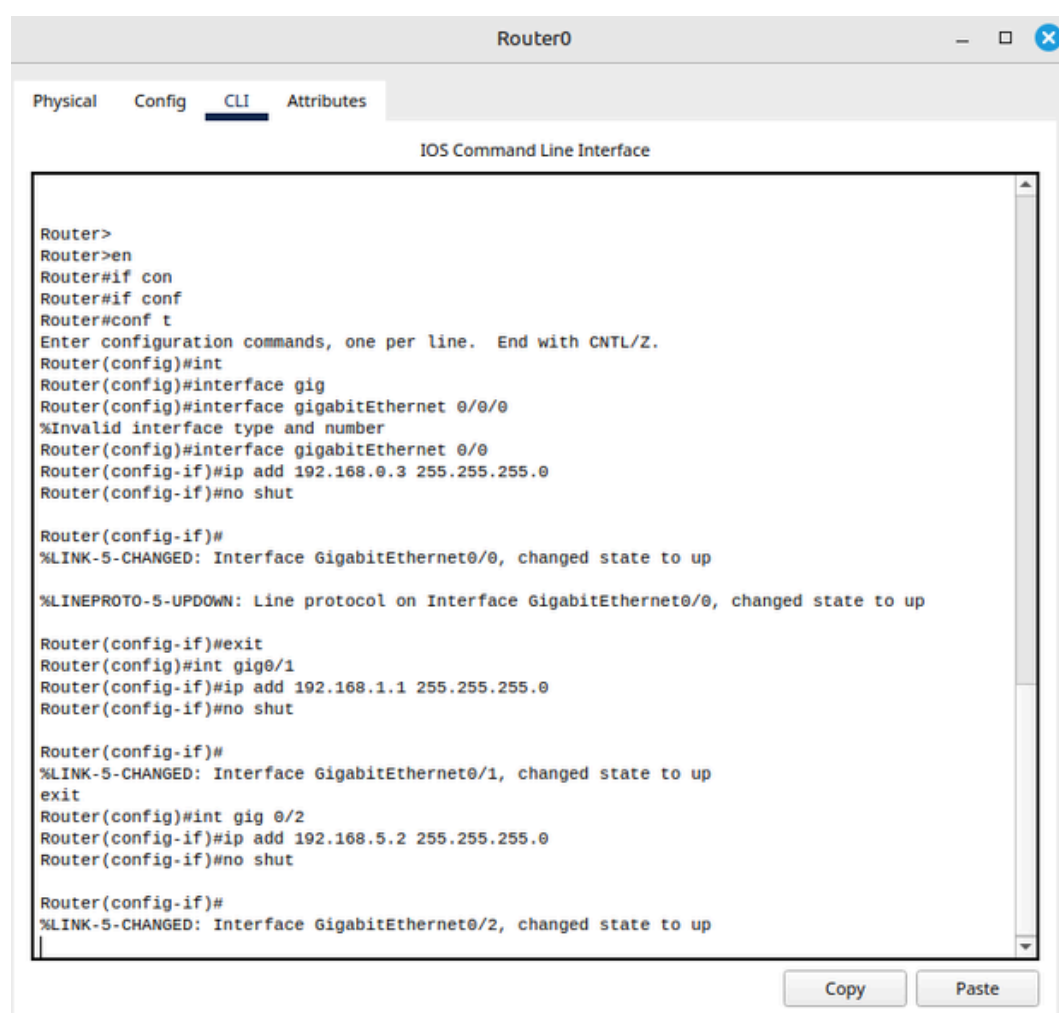 Router0
Physical Config CLI Attributes
IOS Command Line Interface
Router>
Router>en
Router#if con
Router#if conf
Router#conf t
Enter configuration commands, one per line.  End with CNTL/Z.
Router(config)#int
Router(config)#interface gig
Router(config)#interface gigabitEthernet 0/0/0
%Invalid interface type and number
Router(config)#interface gigabitEthernet 0/0
Router(config-if)#ip add 192.168.0.3 255.255.255.0
Router(config-if)#no shut
Router(config-if)#
%LINK-5-CHANGED: Interface GigabitEthernet0/0, changed state to up
%LINEPROTO-5-UPDOWN: Line protocol on Interface GigabitEthernet0/0, changed state to up
Router(config-if)#exit
Router(config)#int gig0/1
Router(config-if)#ip add 192.168.1.1 255.255.255.0
Router(config-if)#no shut
Router(config-if)#
%LINK-5-CHANGED: Interface GigabitEthernet0/1, changed state to up
exit
Router(config)#int gig 0/2
Router(config-if)#ip add 192.168.5.2 255.255.255.0
Router(config-if)#no shut
Router(config-if)#
%LINK-5-CHANGED: Interface GigabitEthernet0/2, changed state to up
Copy Paste